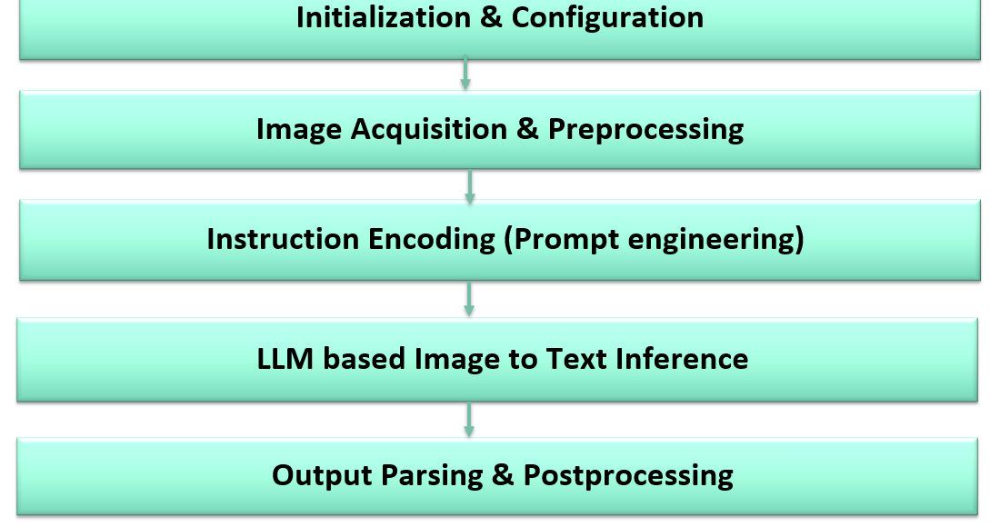 Initialization & Configuration
Image Acquisition & Preprocessing
Instruction Encoding (Prompt engineering)
LLM based Image to Text Inference
Output Parsing & Postprocessing